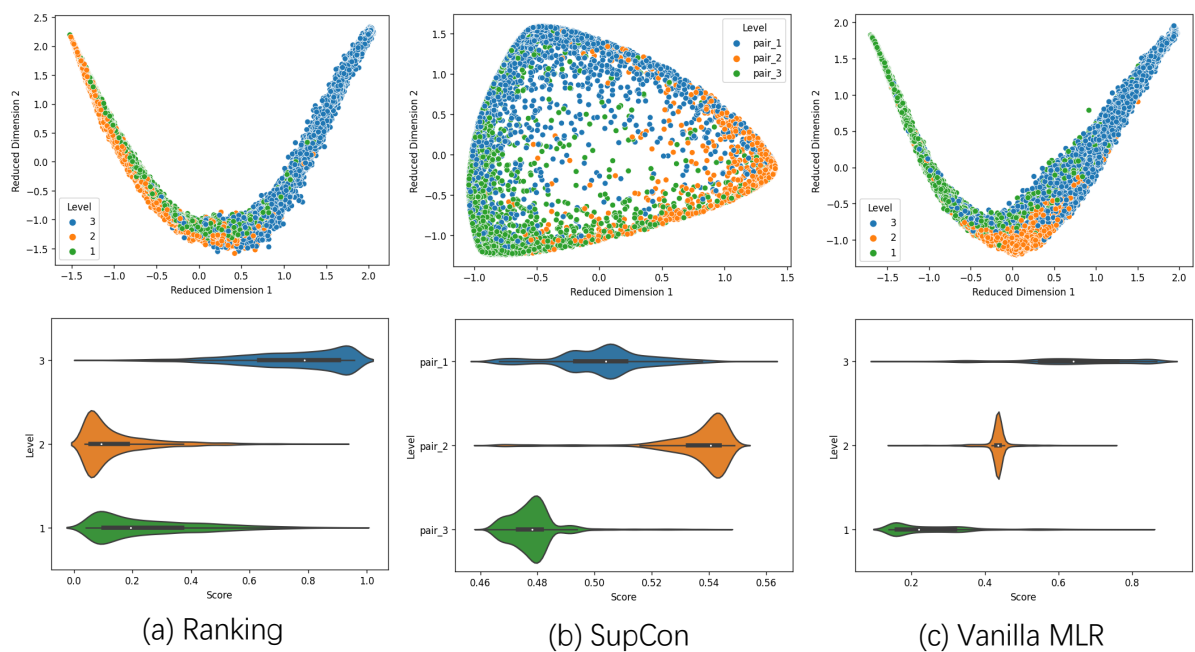 2.5
2.0
1.5
1.0
0.5
0.0
−0.5
−1.0
−1.5
Reduced Dimension 2
Level
3
2
1
−1.5 −1.0 −0.5 0.0 0.5 1.0 1.5 2.0
Reduced Dimension 1
1.5
1.0
0.5
0.0
−0.5
−1.0
Reduced Dimension 2
Level
pair_1
pair_2
pair_3
−1.0 −0.5 0.0 0.5 1.0 1.5
Reduced Dimension 1
2.0
1.5
1.0
0.5
0.0
−0.5
−1.0
Reduced Dimension 2
Level
3
2
1
−1.5 −1.0 −0.5 0.0 0.5 1.0 1.5 2.0
Reduced Dimension 1
3
2
1
Level
0.0 0.2 0.4 0.6 0.8 1.0
Score
pair_1
pair_2
pair_3
Level
0.46 0.48 0.50 0.52 0.54 0.56
Score
3
2
1
Level
0.2 0.4 0.6 0.8
Score
(a) Ranking
(b) SupCon
(c) Vanilla MLR